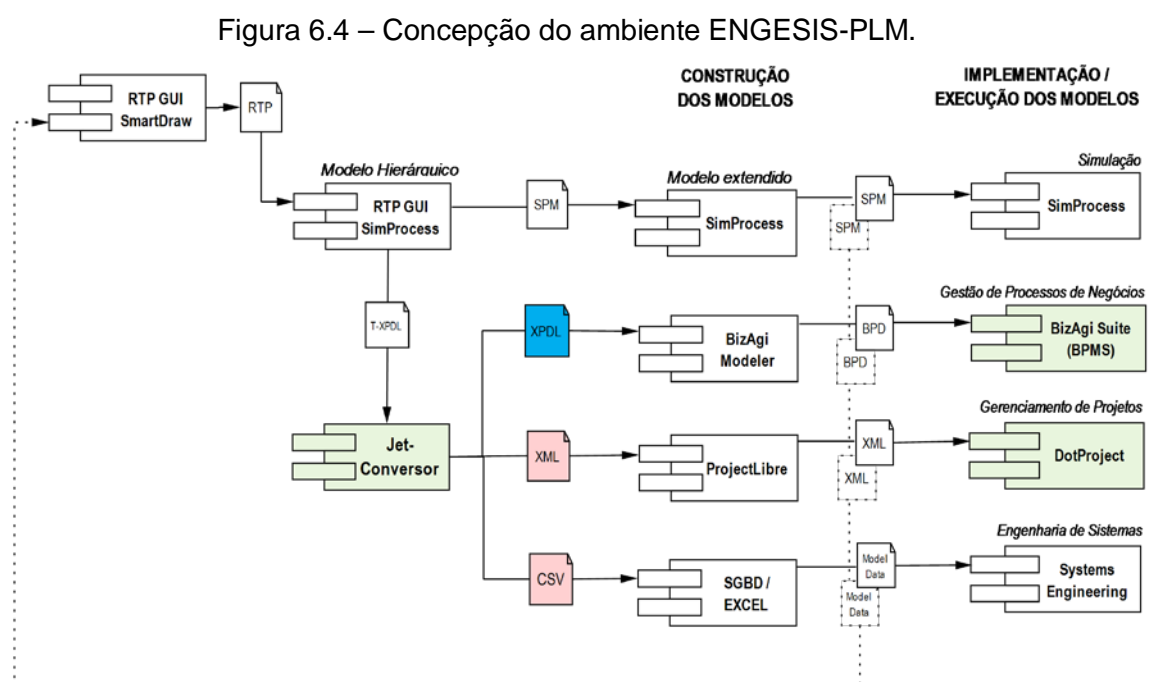 Figura 6.4 – Concepção do ambiente ENGESIS-PLM.
CONSTRUÇÃO
DOS MODELOS
IMPLEMENTAÇÃO /
EXECUÇÃO DOS MODELOS
RTP GUI
SmartDraw
RTP
Modelo Hierárquico
RTP GUI
SimProcess
SPM
Modelo extendido
SimProcess
SPM
SPM
Simulação
SimProcess
T-XPDL
XPDL
BizAgi
Modeler
BPD
BPD
Gestão de Processos de Negócios
BizAgi Suite
(BPMS)
Jet-
Conversor
XML
ProjectLibre
XML
XML
Gerenciamento de Projetos
DotProject
CSV
SGBD /
EXCEL
Model
Data
Model
Data
Engenharia de Sistemas
Systems
Engineering